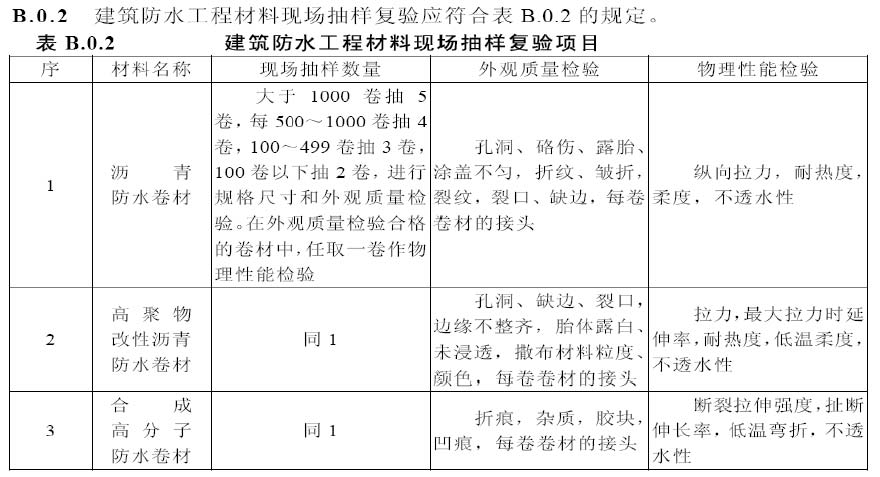 B.0.2 建筑防水工程材料现场抽样复验应符合表 B.0.2 的规定。
表 B.0.2 建筑防水工程材料现场抽样复验项目
序 材料名称 现场抽样数量 外观质量检验 物理性能检验
1
沥青
防水卷材
大于 1000 卷抽 5
卷,每 500～1000 卷抽 4
卷,100～499 卷抽 3 卷,
100 卷以下抽 2 卷,进行
规格尺寸和外观质量检
验。在外观质量检验合格
的卷材中,任取一卷作物
理性能检验
孔洞、硌伤、露胎、
涂盖不匀,折纹、皱折,
裂纹,裂口、缺边,每卷
卷材的接头
纵向拉力,耐热度,
柔度,不透水性
2
高聚物
改性沥青
防水卷材
同 1
孔洞、缺边、裂口,
边缘不整齐,胎体露白、
未浸透,撒布材料粒度、
颜色,每卷卷材的接头
拉力,最大拉力时延
伸率,耐热度,低温柔度,
不透水性
3
合成
高分子
防水卷材
同 1
折痕,杂质,胶块,
凹痕,每卷卷材的接头
断裂拉伸强度,扯断
伸长率,低温弯折,不透
水性